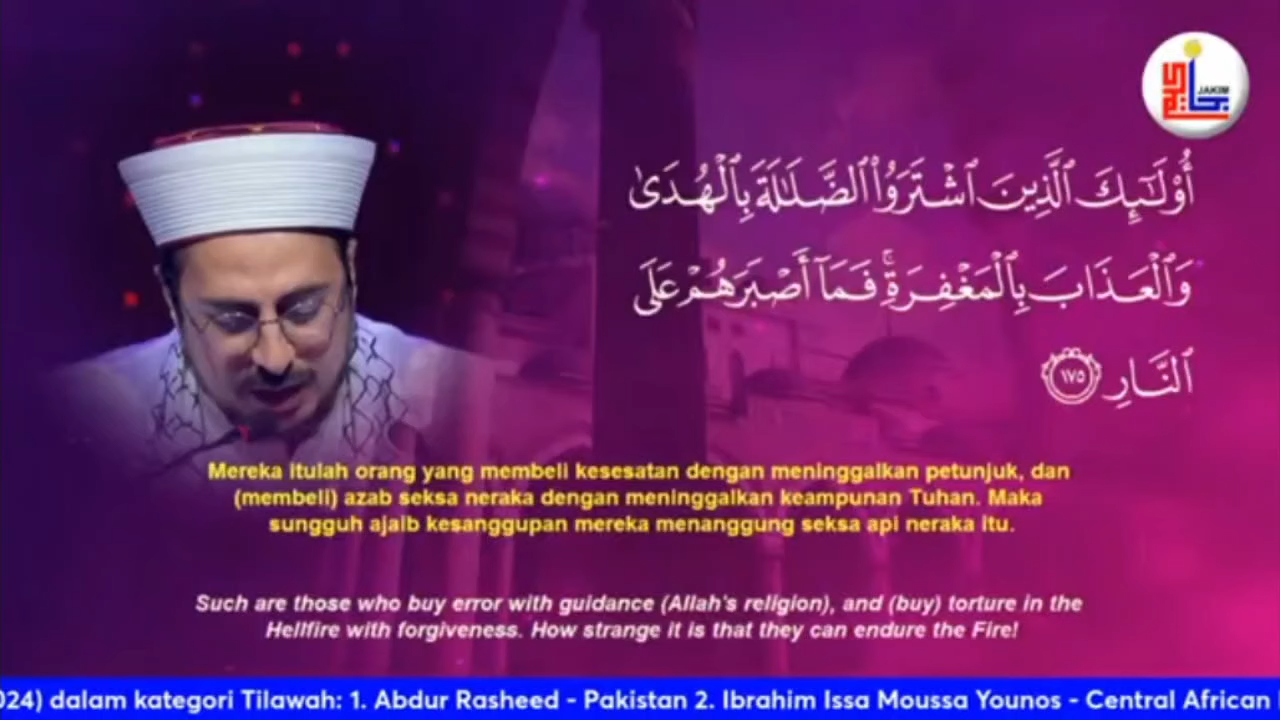 JAKIM
أُوْلَـٰٓئِكَ ٱلَّذِينَ ٱشْتَرَوُا۟ ٱلضَّلَـٰلَةَ بِٱلْهُدَىٰ
وَٱلْعَذَابَ بِٱلْمَغْفِرَةِ ۚ فَمَآ أَصْبَرَهُمْ عَلَى
ٱلنَّارِ ١٧٥
Mereka itulah orang yang membeli kesesatan dengan meninggalkan petunjuk, dan
(membeli) azab seksa neraka dengan meninggalkan keampunan Tuhan. Maka
sungguh ajaib kesanggupan mereka menanggung seksa api neraka itu.
Such are those who buy error with guidance (Allah's religion), and (buy) torture in the
Hellfire with forgiveness. How strange it is that they can endure the Fire!
024) dalam kategori Tilawah: 1. Abdur Rasheed - Pakistan 2. Ibrahim Issa Moussa Younos - Central African